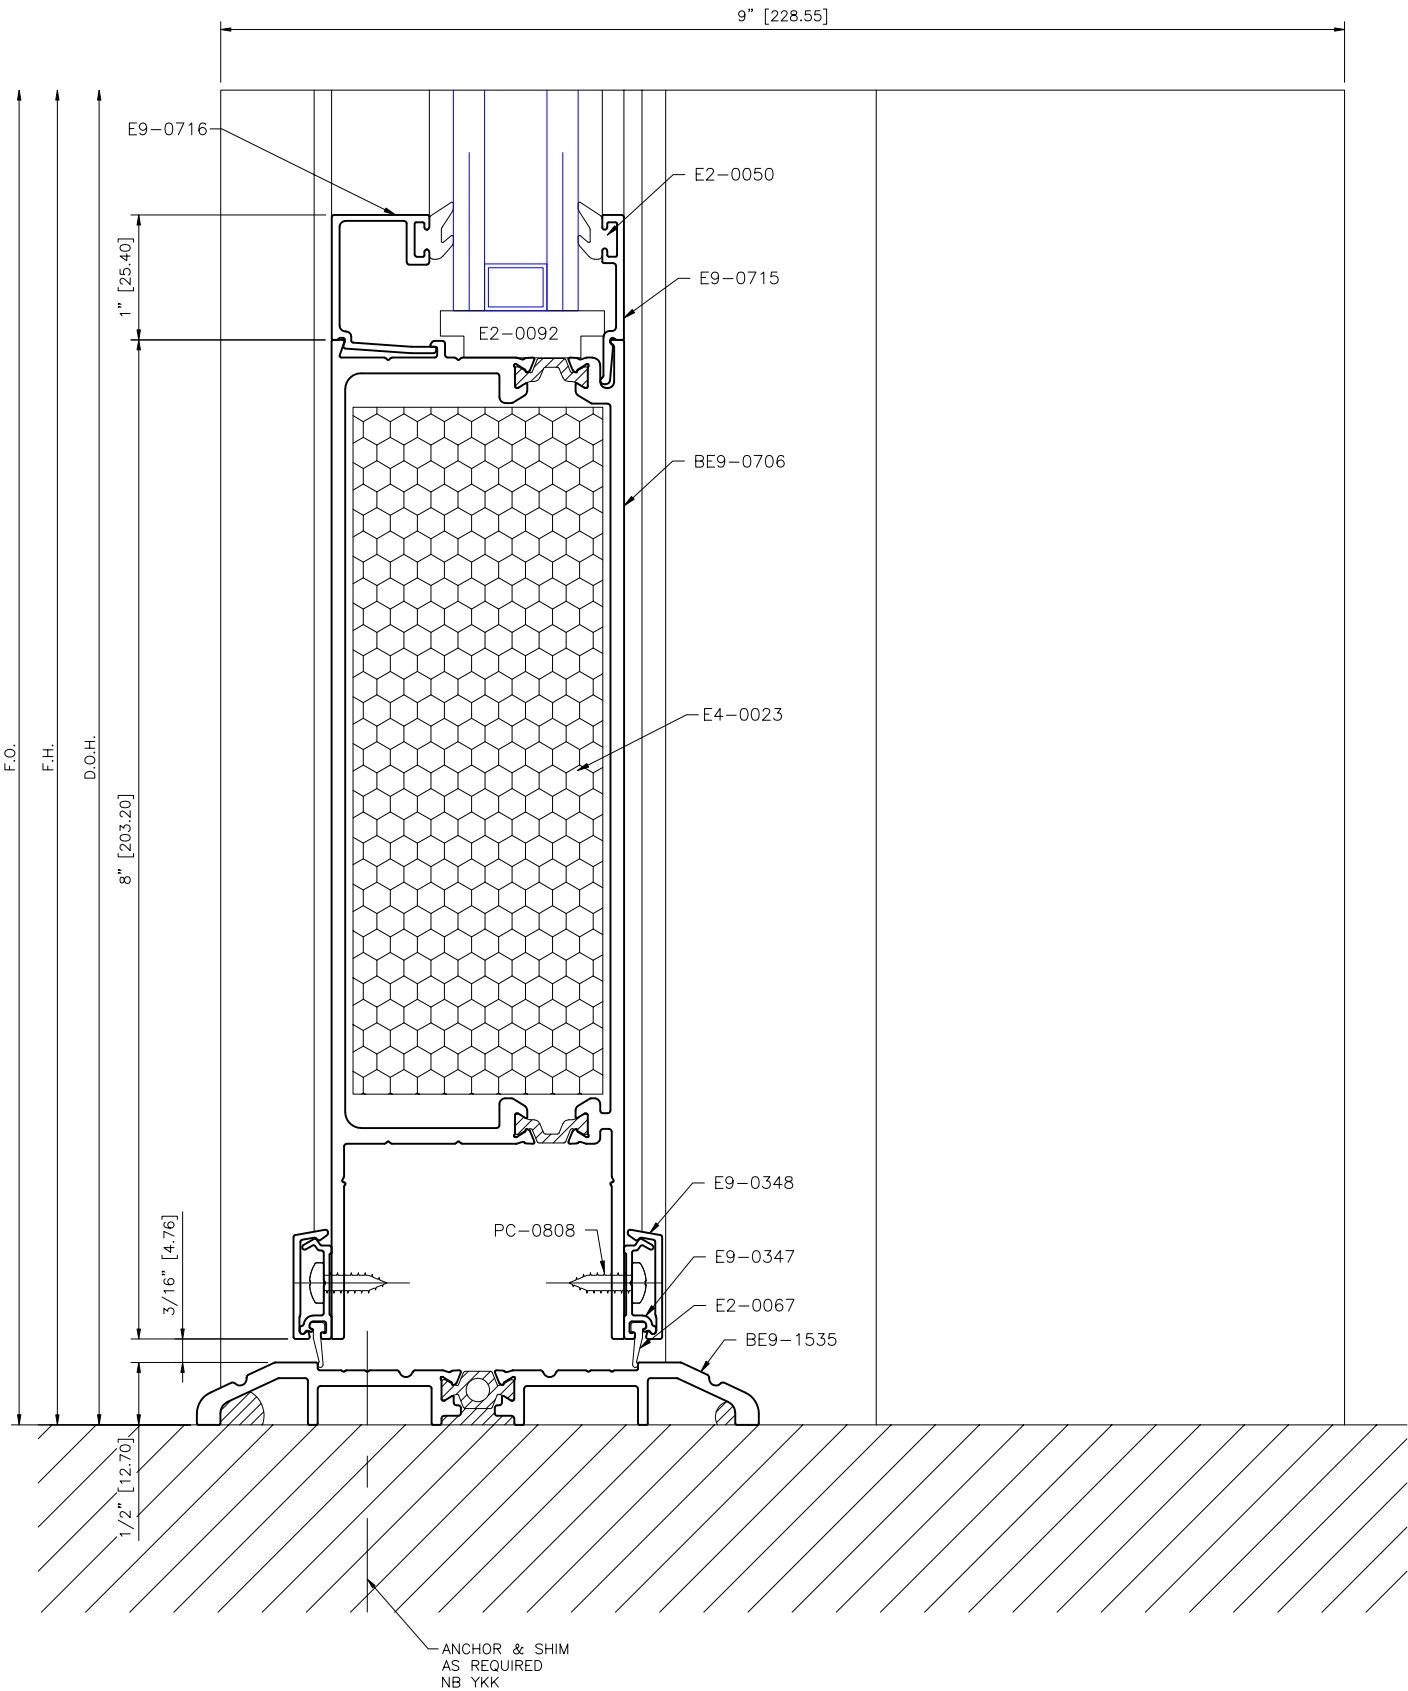 9" [228.55]
E9-0716
E2-0050
1" [25.40]
E9-0715
E2-0092
BE9-0706
E4-0023
F.O.
F.H.
D.O.H.
8" [203.20]
E9-0348
PC-0808
3/16" [4.76]
E9-0347
E2-0067
BE9-1535
1/2" [12.70]
ANCHOR & SHIM
AS REQUIRED
NB YKK